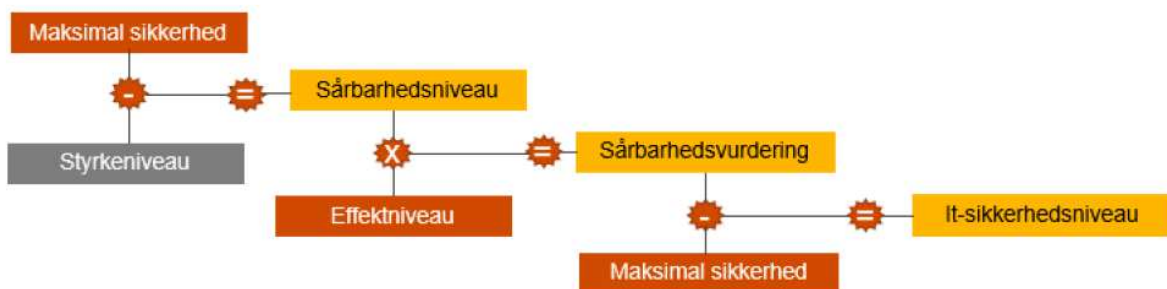 Maksimal sikkerhed
-
=
Sårbarhedsniveau
Styrkeniveau
X
=
Sårbarhedsvurdering
Effektniveau
-
=
It-sikkerhedsniveau
Maksimal sikkerhed